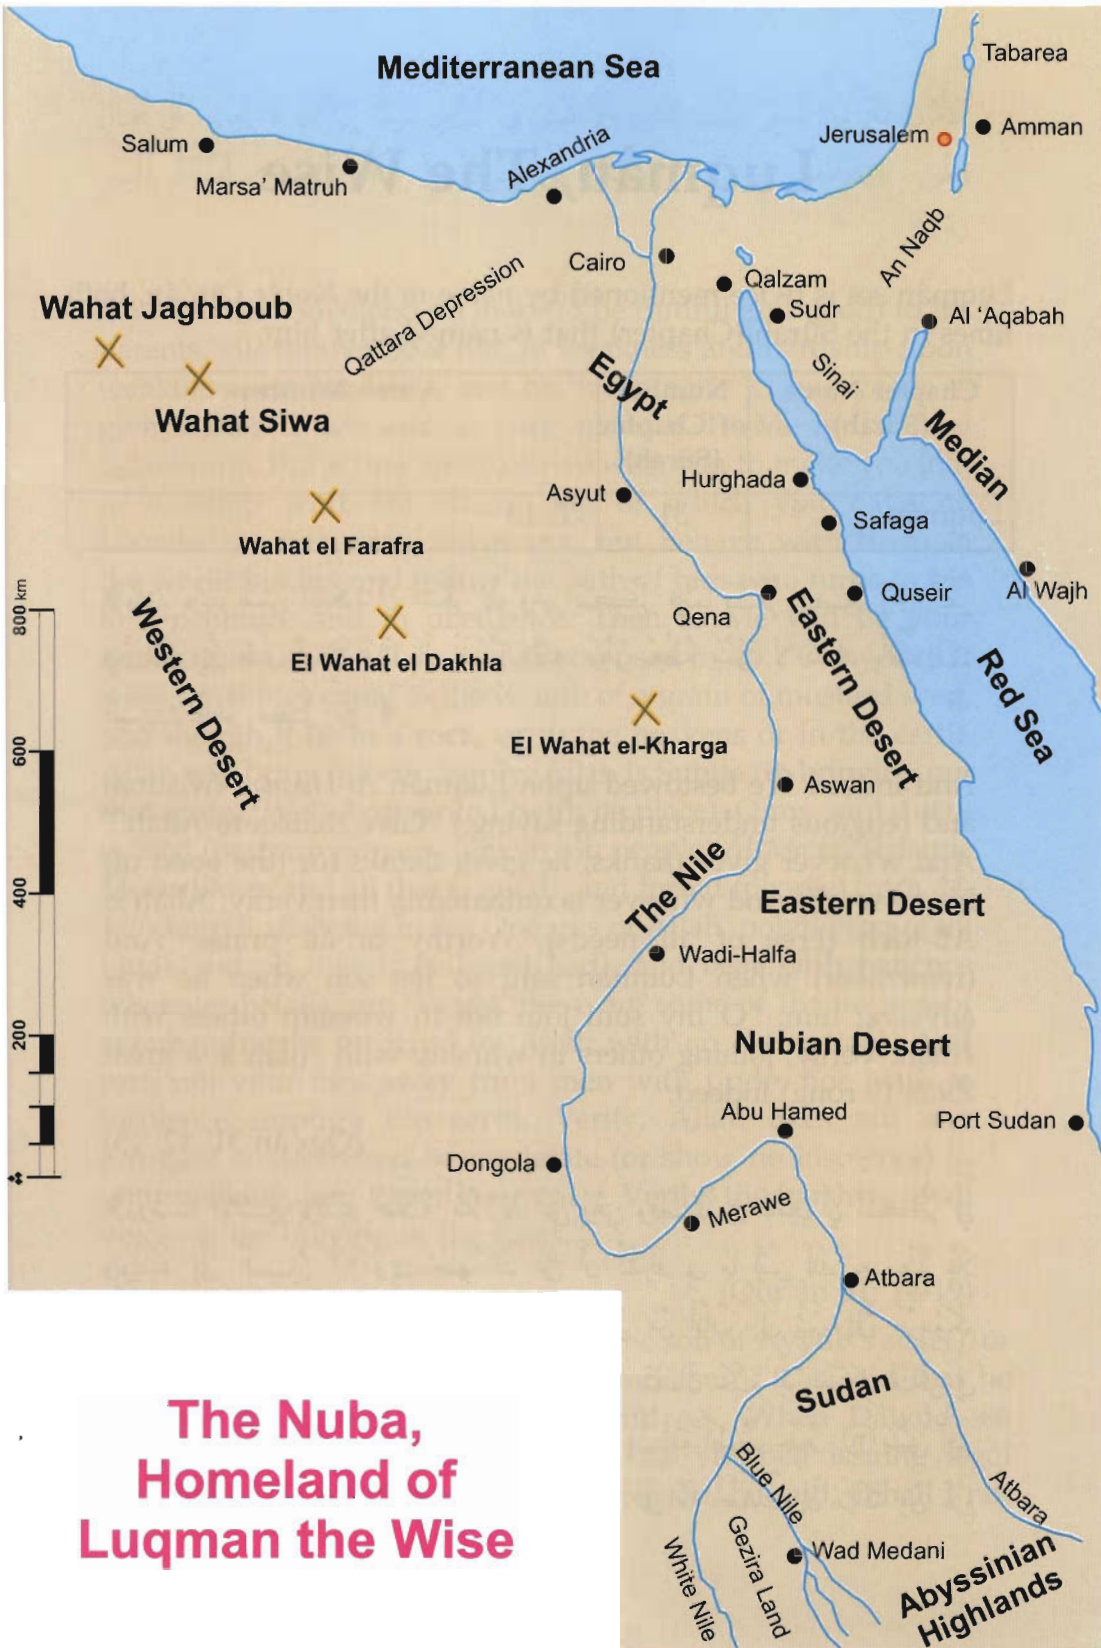 Mediterranean Sea
Tabarea
Salum
Marsa' Matruh
Alexandria
Jerusalem
Amman
Cairo
An Naqb
Qalzam
Qattara Depression
Sudr
Al 'Aqabah
Wahat Jaghboub
Sinai
Egypt
Wahat Siwa
Median
Hurghada
Asyut
Safaga
Wahat el Farafra
Quseir
Al Wajh
Qena
Eastern Desert
800 km
Western Desert
El Wahat el Dakhla
Red Sea
El Wahat el-Kharga
600
Aswan
The Nile
400
Eastern Desert
Wadi-Halfa
200
Nubian Desert
Abu Hamed
Port Sudan
Dongola
Merawe
Atbara
Sudan
The Nuba,
Homeland of
Luqman the Wise
Blue Nile
Atbara
Gezira Land
White Nile
Wad Medani
Abyssinian
Highlands